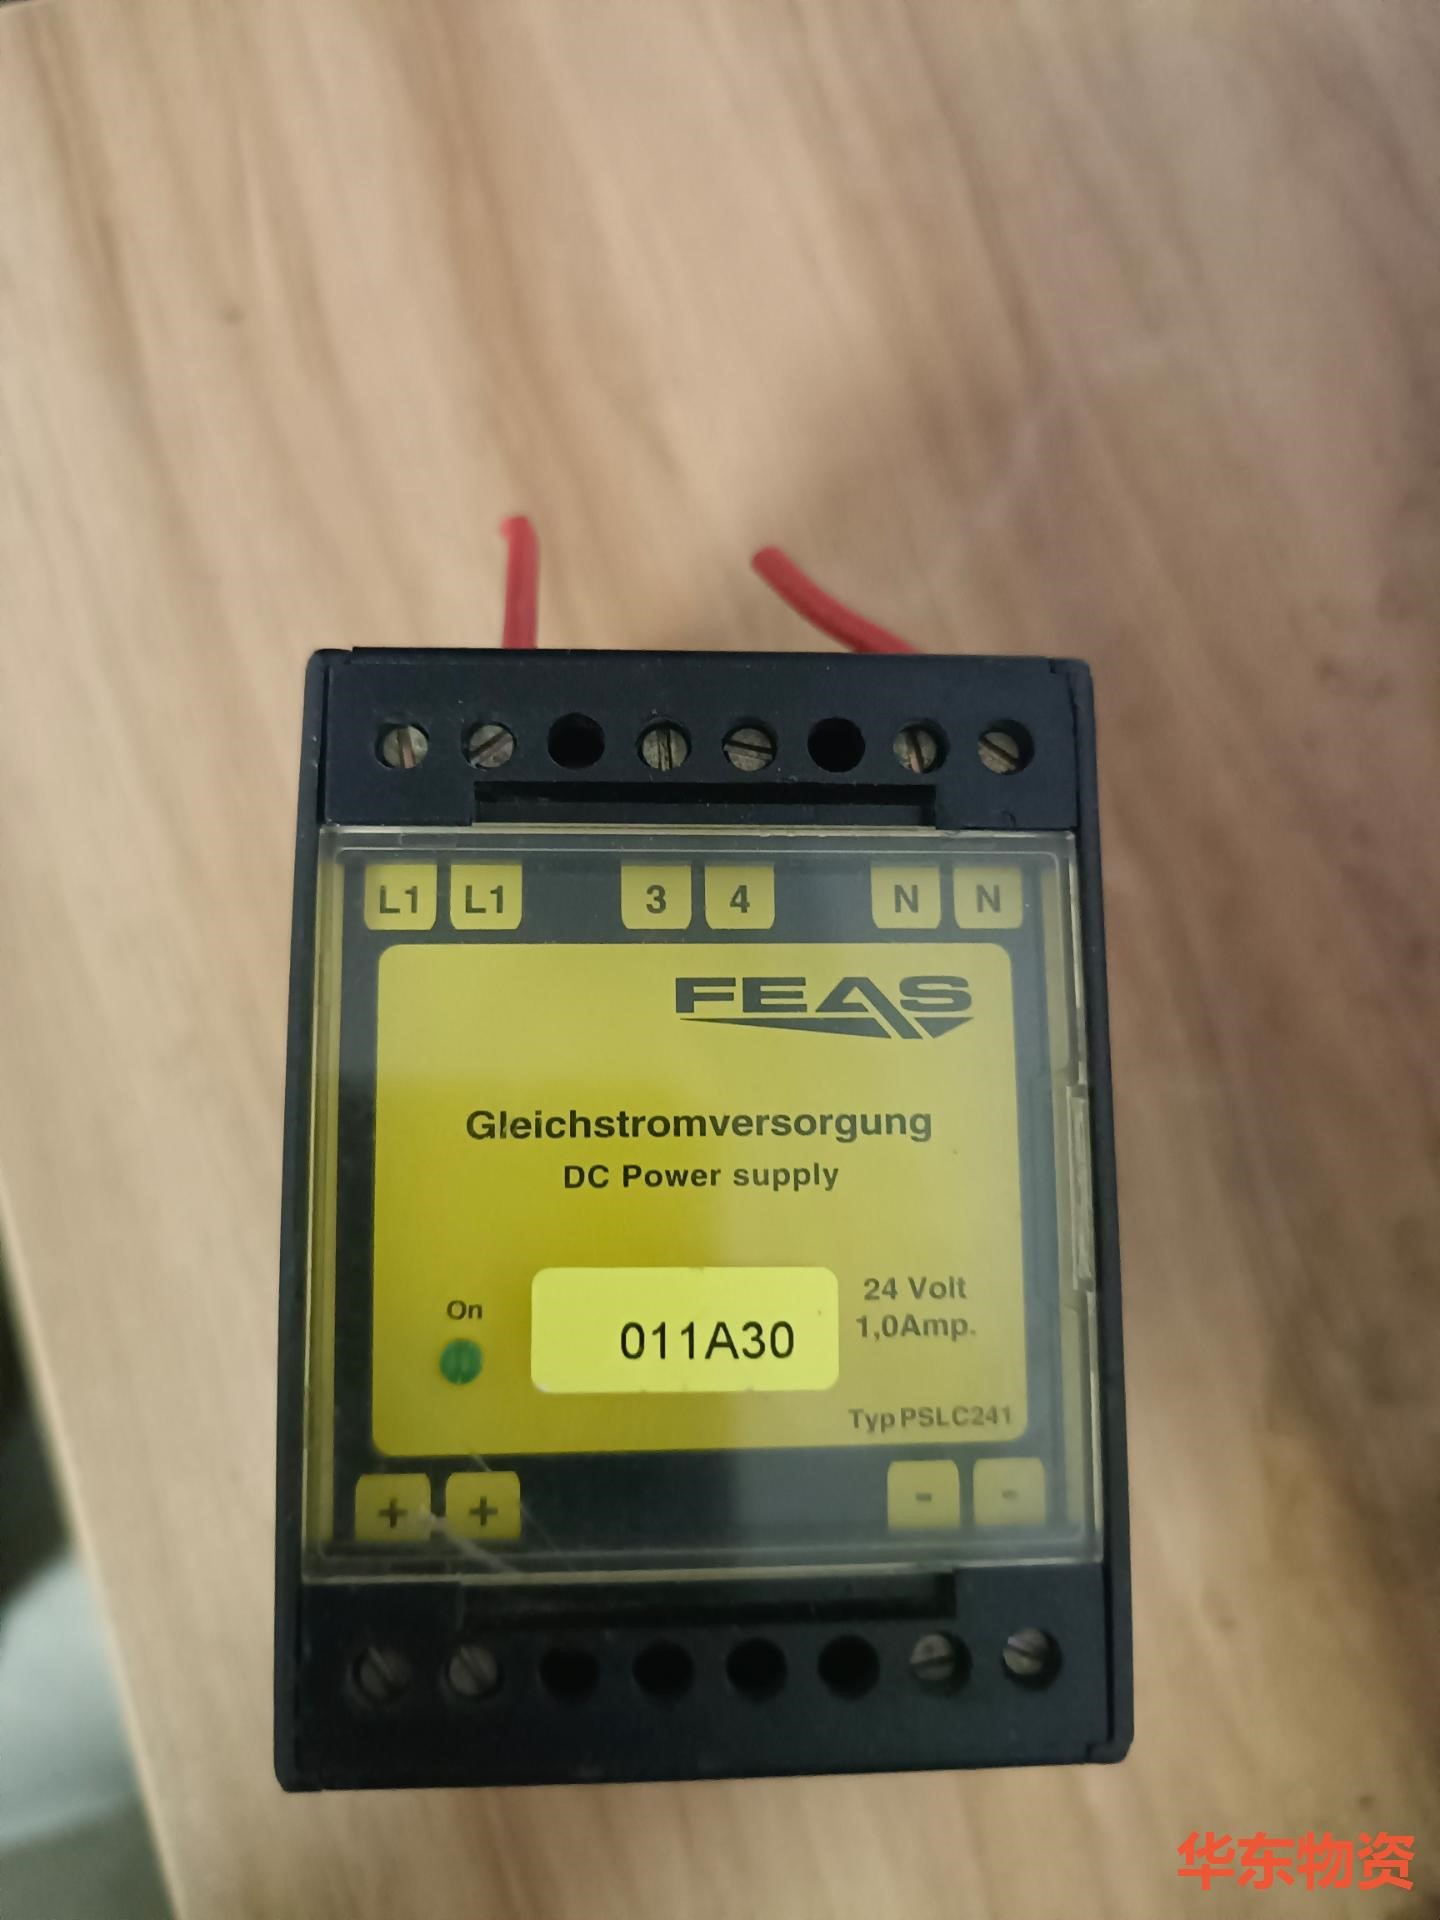 L1 L1 3 4 N N
FEAS
Gleichstromversorgung
DC Power supply
On
011A30
24 Volt
1,0Amp.
Typ PSLC241
+ + - -
华东物资